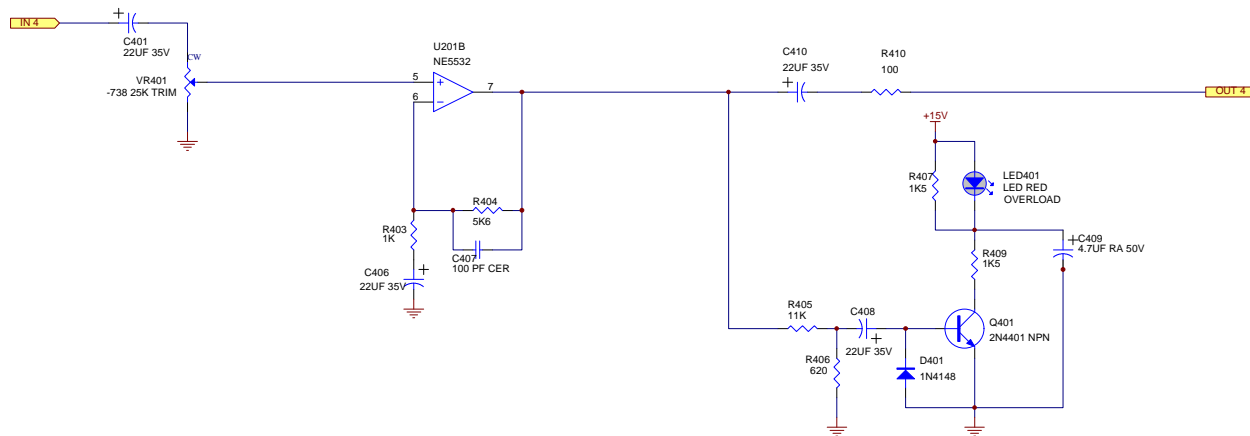 IN 4
C401
22UF 35V
CW
VR401
-738 25K TRIM
U201B
NE5532
5
6
7
+
−
R403
1K
R404
5K6
C407
100 PF CER
C406
22UF 35V
C410
22UF 35V
R410
100
OUT 4
+15V
R407
1K5
LED401
LED RED
OVERLOAD
R409
1K5
C409
4.7UF RA 50V
R405
11K
C408
22UF 35V
R406
620
D401
1N4148
Q401
2N4401 NPN